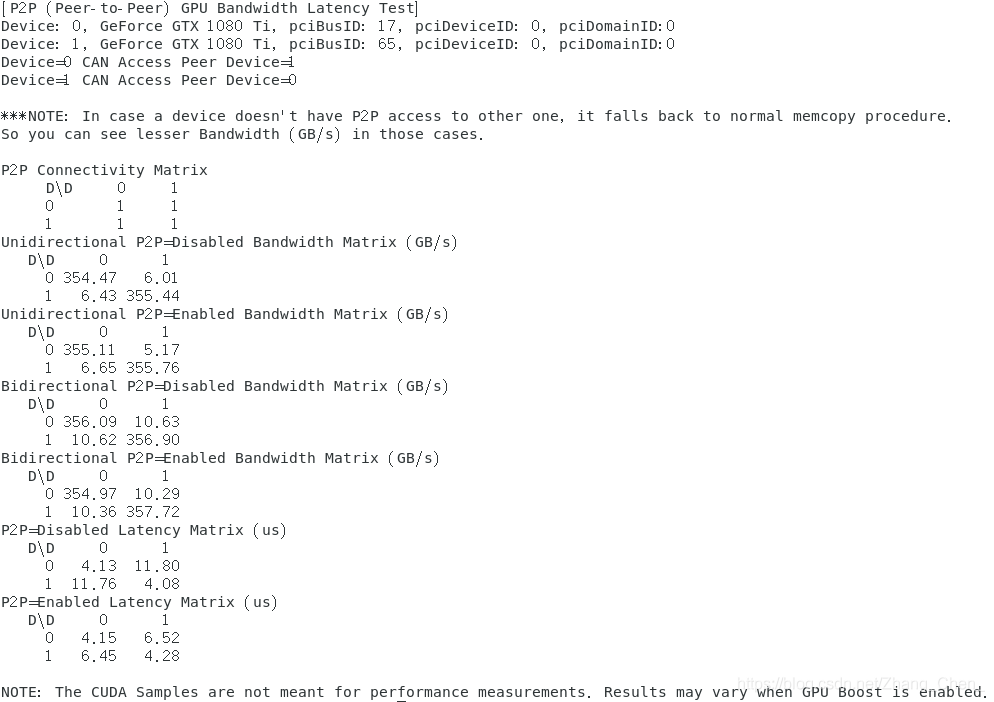 [P2P (Peer-to-Peer) GPU Bandwidth Latency Test]
Device: 0, GeForce GTX 1080 Ti, pciBusID: 17, pciDeviceID: 0, pciDomainID:0
Device: 1, GeForce GTX 1080 Ti, pciBusID: 65, pciDeviceID: 0, pciDomainID:0
Device=0 CAN Access Peer Device=1
Device=1 CAN Access Peer Device=0

***NOTE: In case a device doesn't have P2P access to other one, it falls back to normal memcopy procedure.
So you can see lesser Bandwidth (GB/s) in those cases.

P2P Connectivity Matrix
     D\D     0     1
     0       1     1
     1       1     1
Unidirectional P2P=Disabled Bandwidth Matrix (GB/s)
   D\D     0      1
     0 354.47   6.01
     1   6.43 355.44
Unidirectional P2P=Enabled Bandwidth Matrix (GB/s)
   D\D     0      1
     0 355.11   5.17
     1   6.65 355.76
Bidirectional P2P=Disabled Bandwidth Matrix (GB/s)
   D\D     0      1
     0 356.09  10.63
     1  10.62 356.90
Bidirectional P2P=Enabled Bandwidth Matrix (GB/s)
   D\D     0      1
     0 354.97  10.29
     1  10.36 357.72
P2P=Disabled Latency Matrix (us)
   D\D     0      1
     0   4.13  11.80
     1  11.76   4.08
P2P=Enabled Latency Matrix (us)
   D\D     0      1
     0   4.15   6.52
     1   6.45   4.28

https://blog.csdn.net/Zhang_Chen_
NOTE: The CUDA Samples are not meant for performance measurements. Results may vary when GPU Boost is enabled.